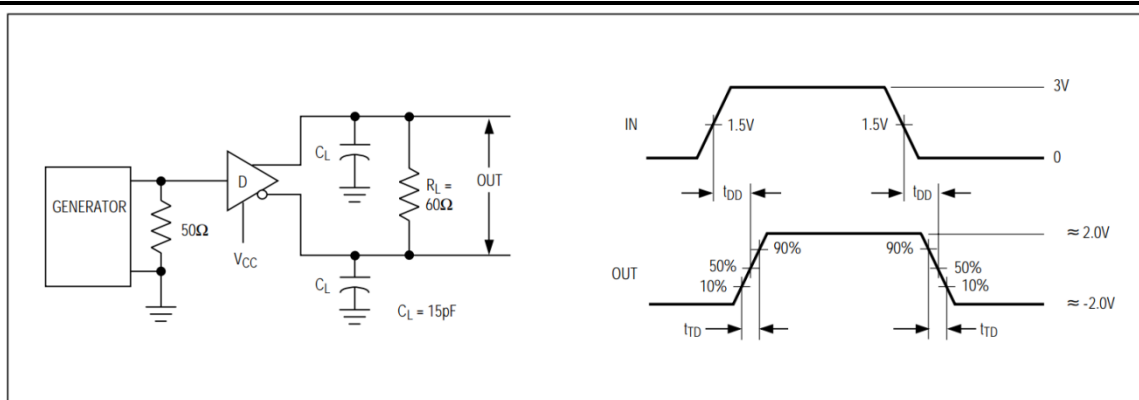 GENERATOR
50Ω
D
VCC
CL
CL
RL =
60Ω
OUT
CL = 15pF
IN
1.5V
1.5V
3V
0
tDD
tDD
OUT
90%
50%
10%
90%
50%
10%
≈ 2.0V
≈ -2.0V
tTD
tTD